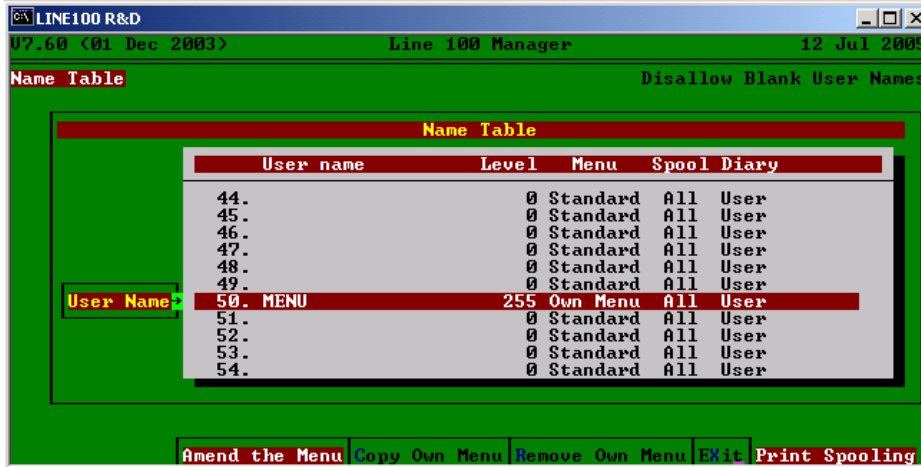 LINE100 R&D
V7.60 (01 Dec 2003) Line 100 Manager 12 Jul 2005
Name Table Disallow Blank User Names
Name Table
User name Level Menu Spool Diary
44. 0 Standard All User
45. 0 Standard All User
46. 0 Standard All User
47. 0 Standard All User
48. 0 Standard All User
49. 0 Standard All User
User Name 50. MENU 255 Own Menu All User
51. 0 Standard All User
52. 0 Standard All User
53. 0 Standard All User
54. 0 Standard All User
Amend the Menu Copy Own Menu Remove Own Menu EXit Print Spooling